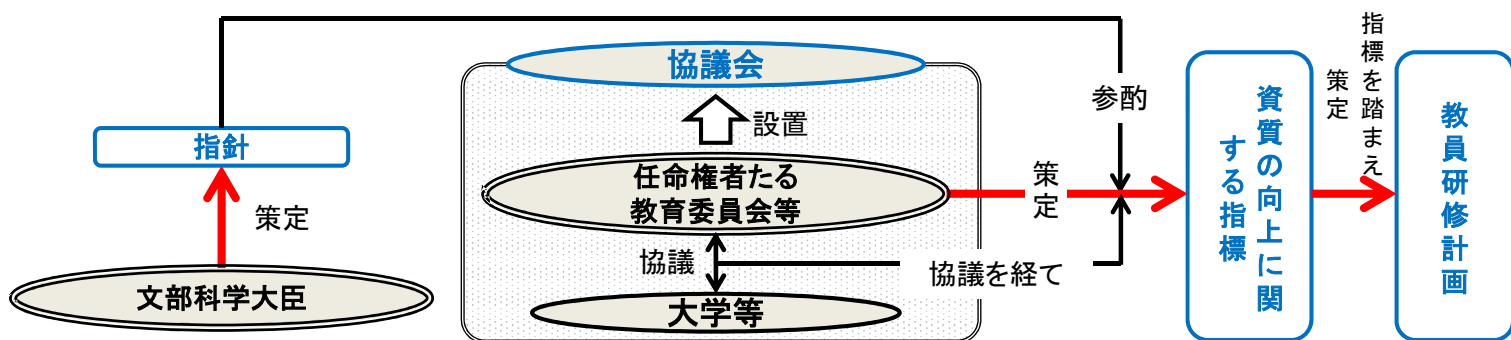 指針
策定
文部科学大臣
協議会
設置
任命権者たる
教育委員会等
協議
大学等
協議を経て
参酌
策定
資質の向上に関
する指標
指標を踏まえ
策定
教員研修計画